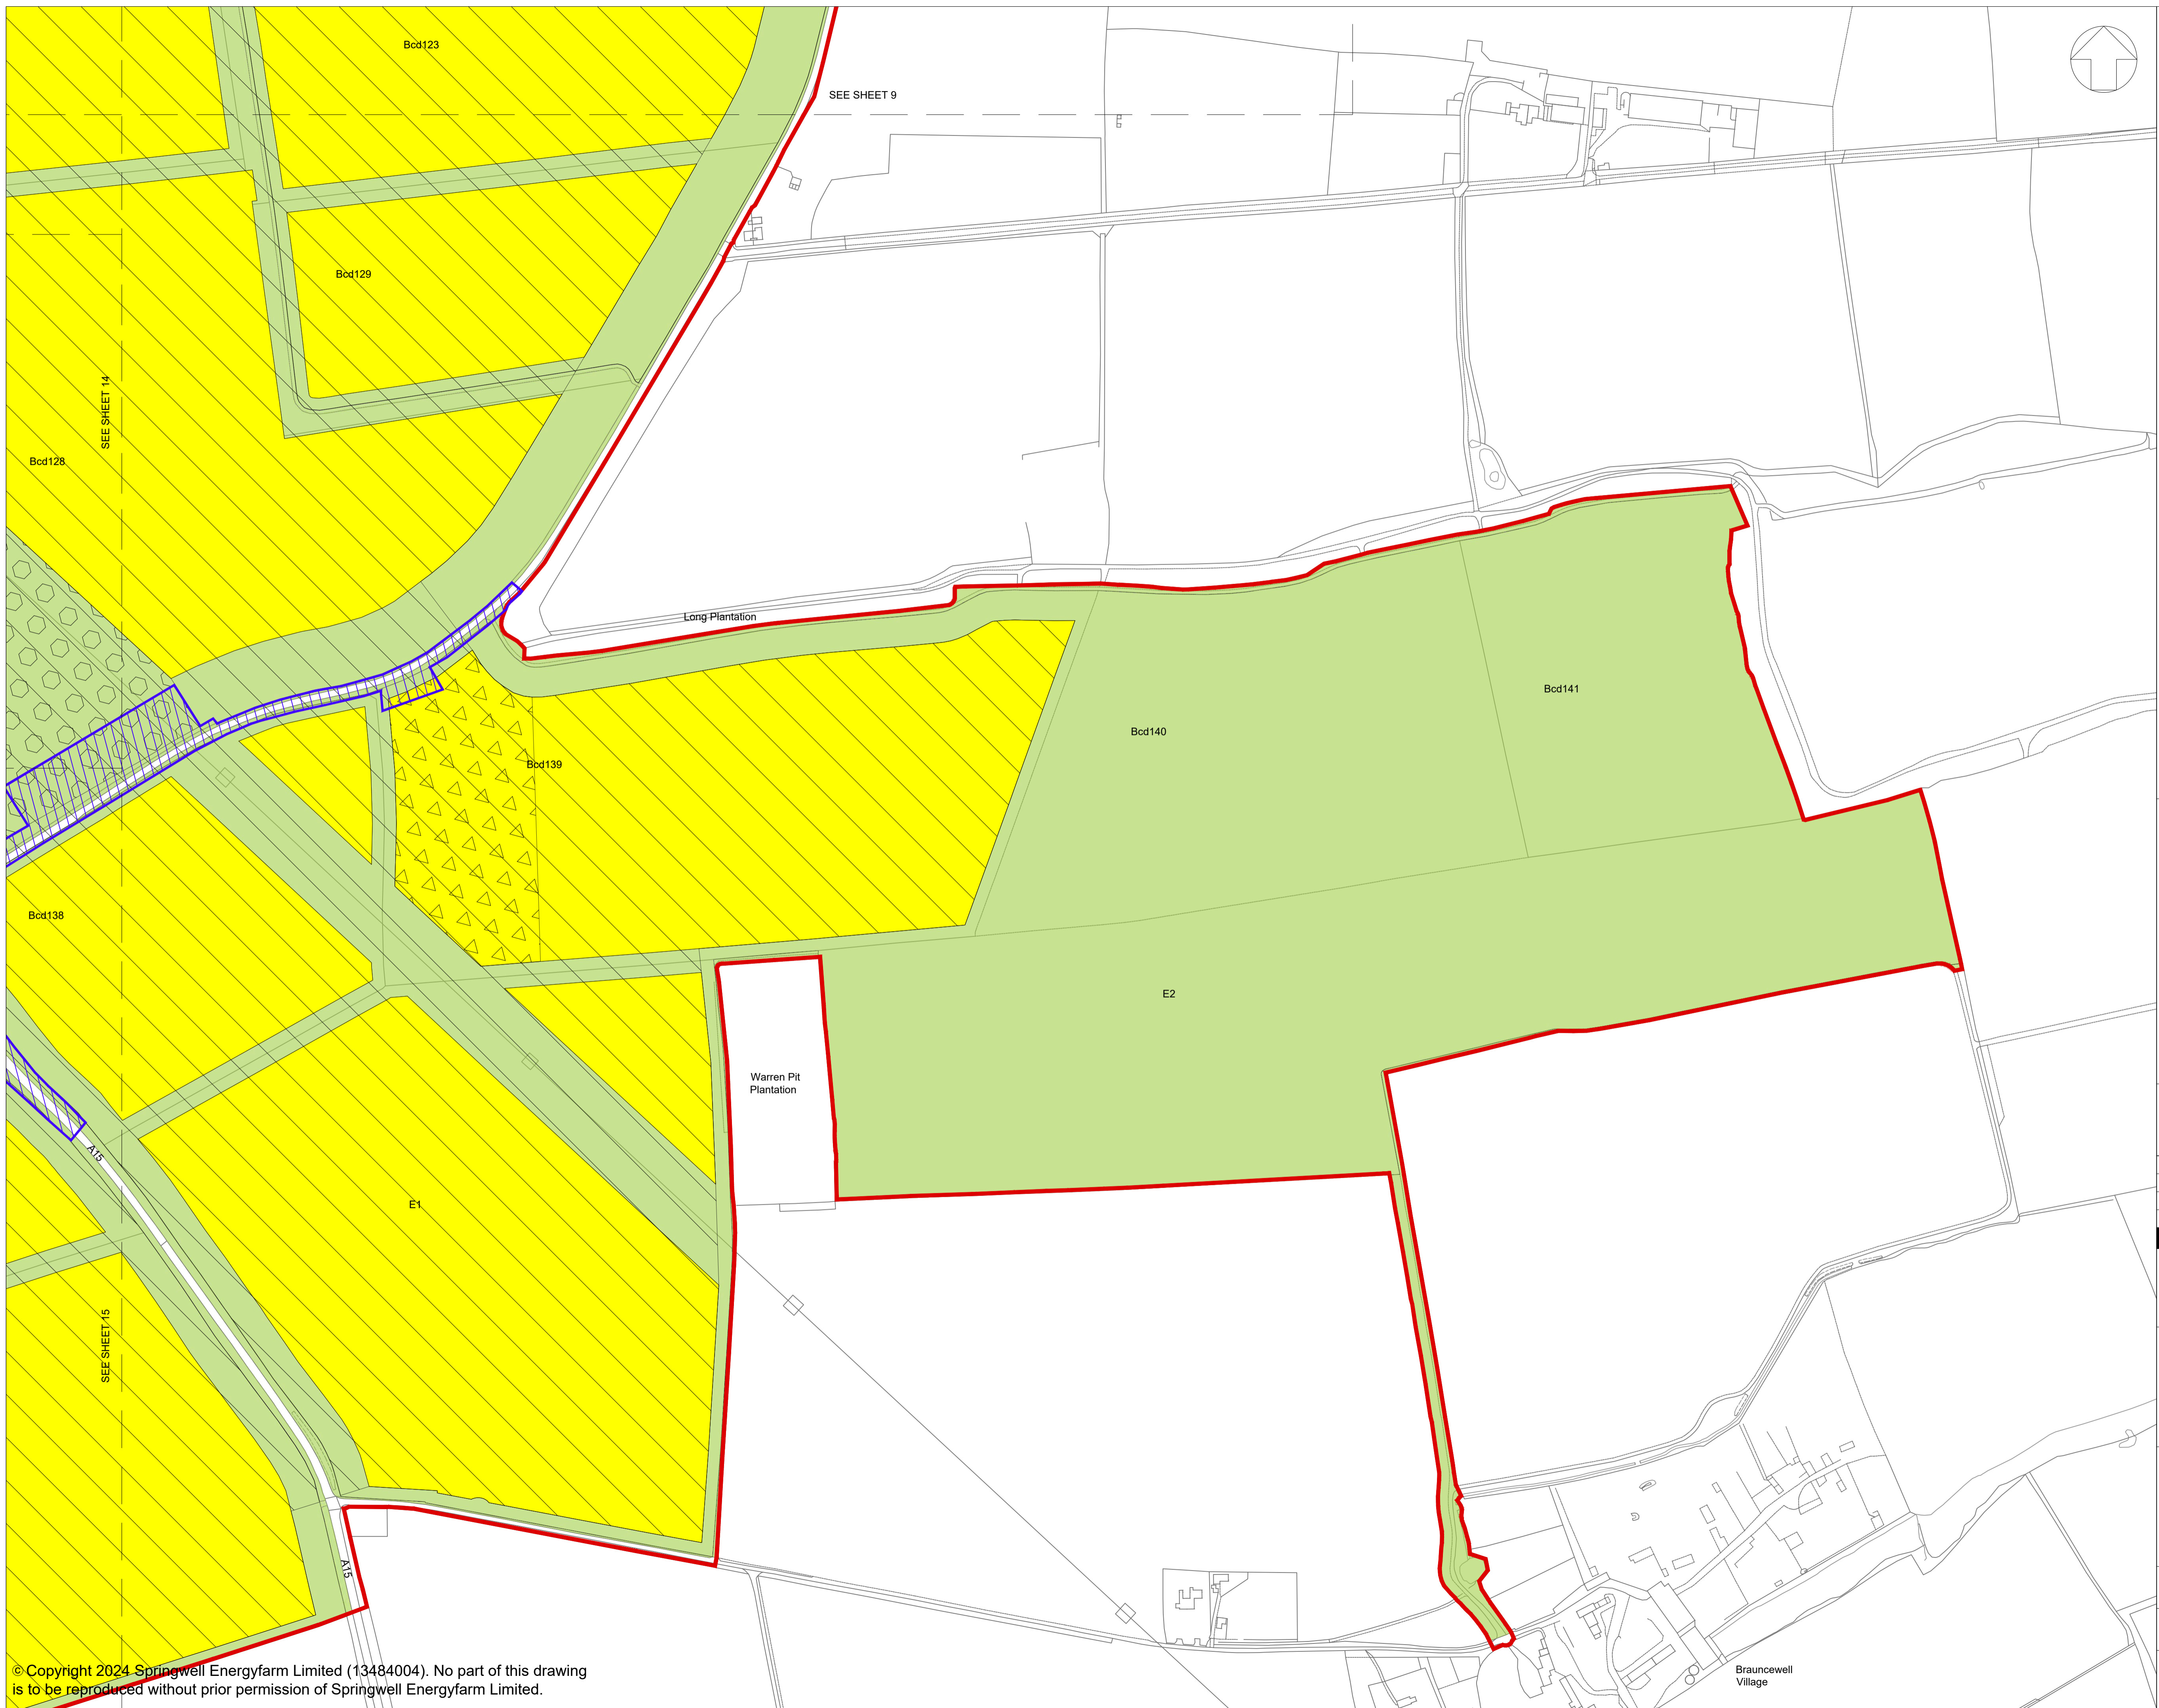 Bcd123
SEE SHEET 9
Bcd129
SEE SHEET 14
Bcd128
Long Plantation
Bcd141
Bcd140
Bcd139
Bcd138
E2
Warren Pit
Plantation
A15
E1
SEE SHEET 15
A15
Brauncewell
Village
© Copyright 2024 Springwell Energyfarm Limited (13484004). No part of this drawing
is to be reproduced without prior permission of Springwell Energyfarm Limited.